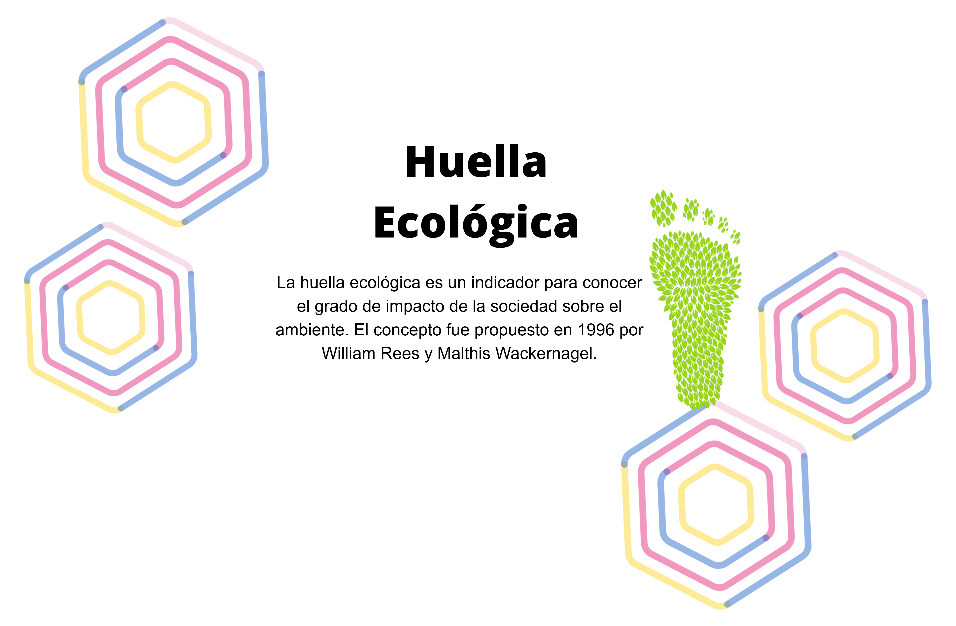 Huella
Ecológica
La huella ecológica es un indicador para conocer
el grado de impacto de la sociedad sobre el
ambiente. El concepto fue propuesto en 1996 por
William Rees y Malthis Wackernagel.